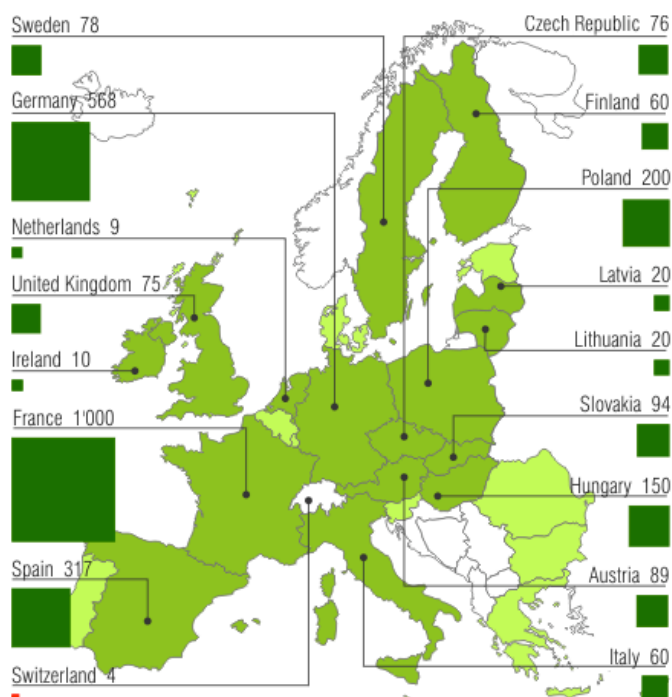 Sweden 78
Czech Republic 76
Germany 568
Finland 60
Poland 200
Netherlands 9
United Kingdom 75
Latvia 20
Lithuania 20
Ireland 10
Slovakia 94
France 1'000
Hungary 150
Spain 317
Austria 89
Italy 60
Switzerland 4